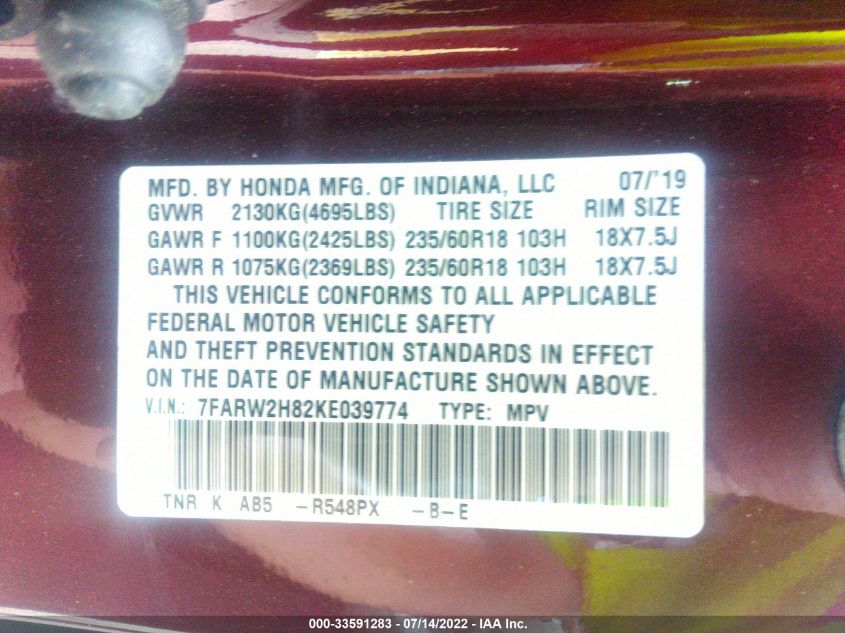 MFD. BY HONDA MFG. OF INDIANA, LLC 07/'19
GVWR 2130KG(4695LBS) TIRE SIZE RIM SIZE
GAWR F 1100KG(2425LBS) 235/60R18 103H 18X7.5J
GAWR R 1075KG(2369LBS) 235/60R18 103H 18X7.5J
THIS VEHICLE CONFORMS TO ALL APPLICABLE
FEDERAL MOTOR VEHICLE SAFETY
AND THEFT PREVENTION STANDARDS IN EFFECT
ON THE DATE OF MANUFACTURE SHOWN ABOVE.
V.I.N.: 7FARW2H82KE039774 TYPE: MPV
TNR K AB5 -R548PX -B-E
000-33591283 - 07/14/2022 - IAA Inc.